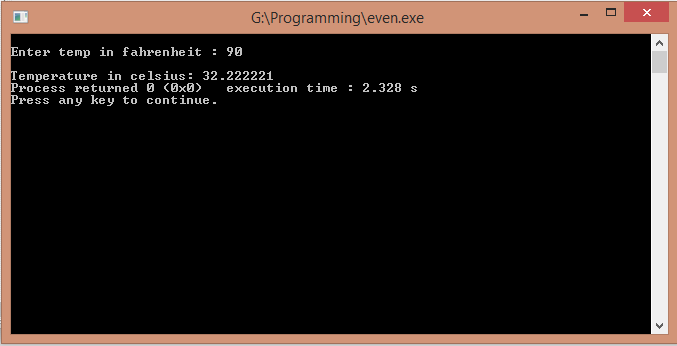 G:\Programming\even.exe
Enter temp in fahrenheit : 90
Temperature in celsius: 32.222221
Process returned 0 (0x0)   execution time : 2.328 s
Press any key to continue.